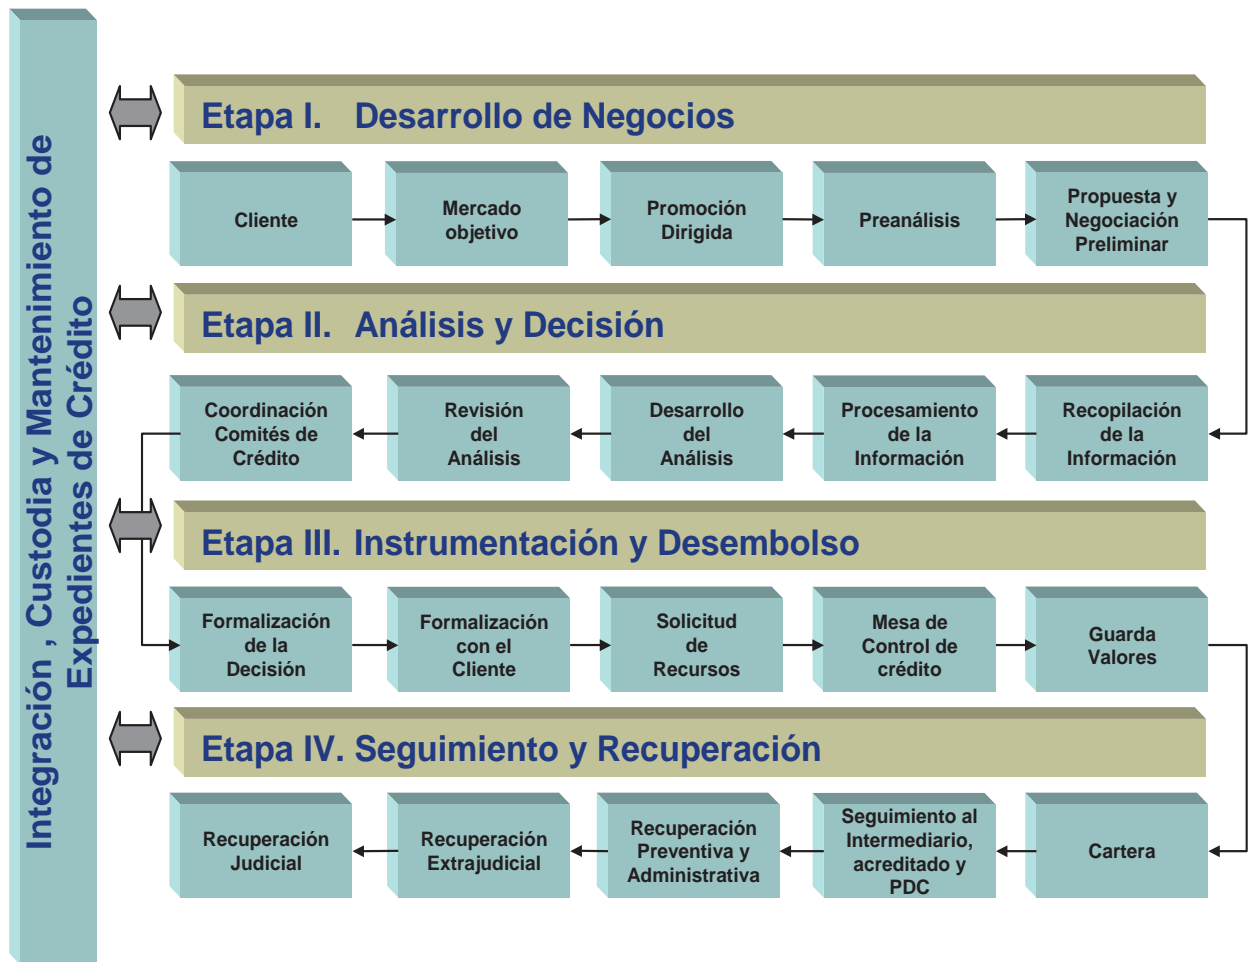 Integración , Custodia y Mantenimiento de
Expedientes de Crédito
Etapa I. Desarrollo de Negocios
Cliente
Mercado
objetivo
Promoción
Dirigida
Preanálisis
Propuesta y
Negociación
Preliminar
Etapa II. Análisis y Decisión
Coordinación
Comités de
Crédito
Revisión
del
Análisis
Desarrollo
del
Análisis
Procesamiento
de la
Información
Recopilación
de la
Información
Etapa III. Instrumentación y Desembolso
Formalización
de la
Decisión
Formalización
con el
Cliente
Solicitud
de
Recursos
Mesa de
Control de
crédito
Guarda
Valores
Etapa IV. Seguimiento y Recuperación
Recuperación
Judicial
Recuperación
Extrajudicial
Recuperación
Preventiva y
Administrativa
Seguimiento al
Intermediario,
acreditado y
PDC
Cartera